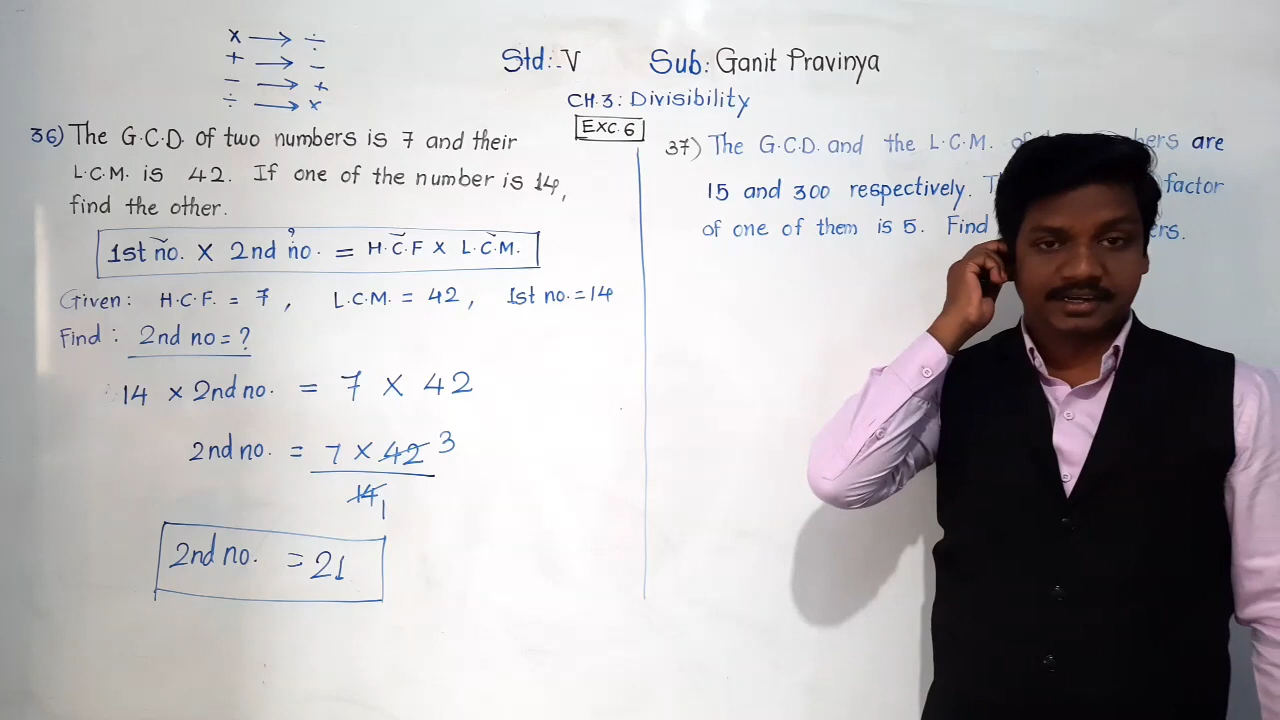 × → ÷
+ → −
− → +
÷ → ×
Std:- V Sub: Ganit Pravinya
CH.3: Divisibility
EXC.6
36) The G.C.D. of two numbers is 7 and their
L.C.M. is 42. If one of the number is 14,
find the other.
1st no. × 2nd no. = H.C.F × L.C.M.
?
Given: H.C.F. = 7, L.C.M. = 42, 1st no. = 14
Find: 2nd no = ?
∴ 14 × 2nd no. = 7 × 42
2nd no. = 7 × 42 3
14 1
2nd no. = 21
37) The G.C.D. and the L.C.M. are
15 and 300 respectively. factor
of one of them is 5. Find